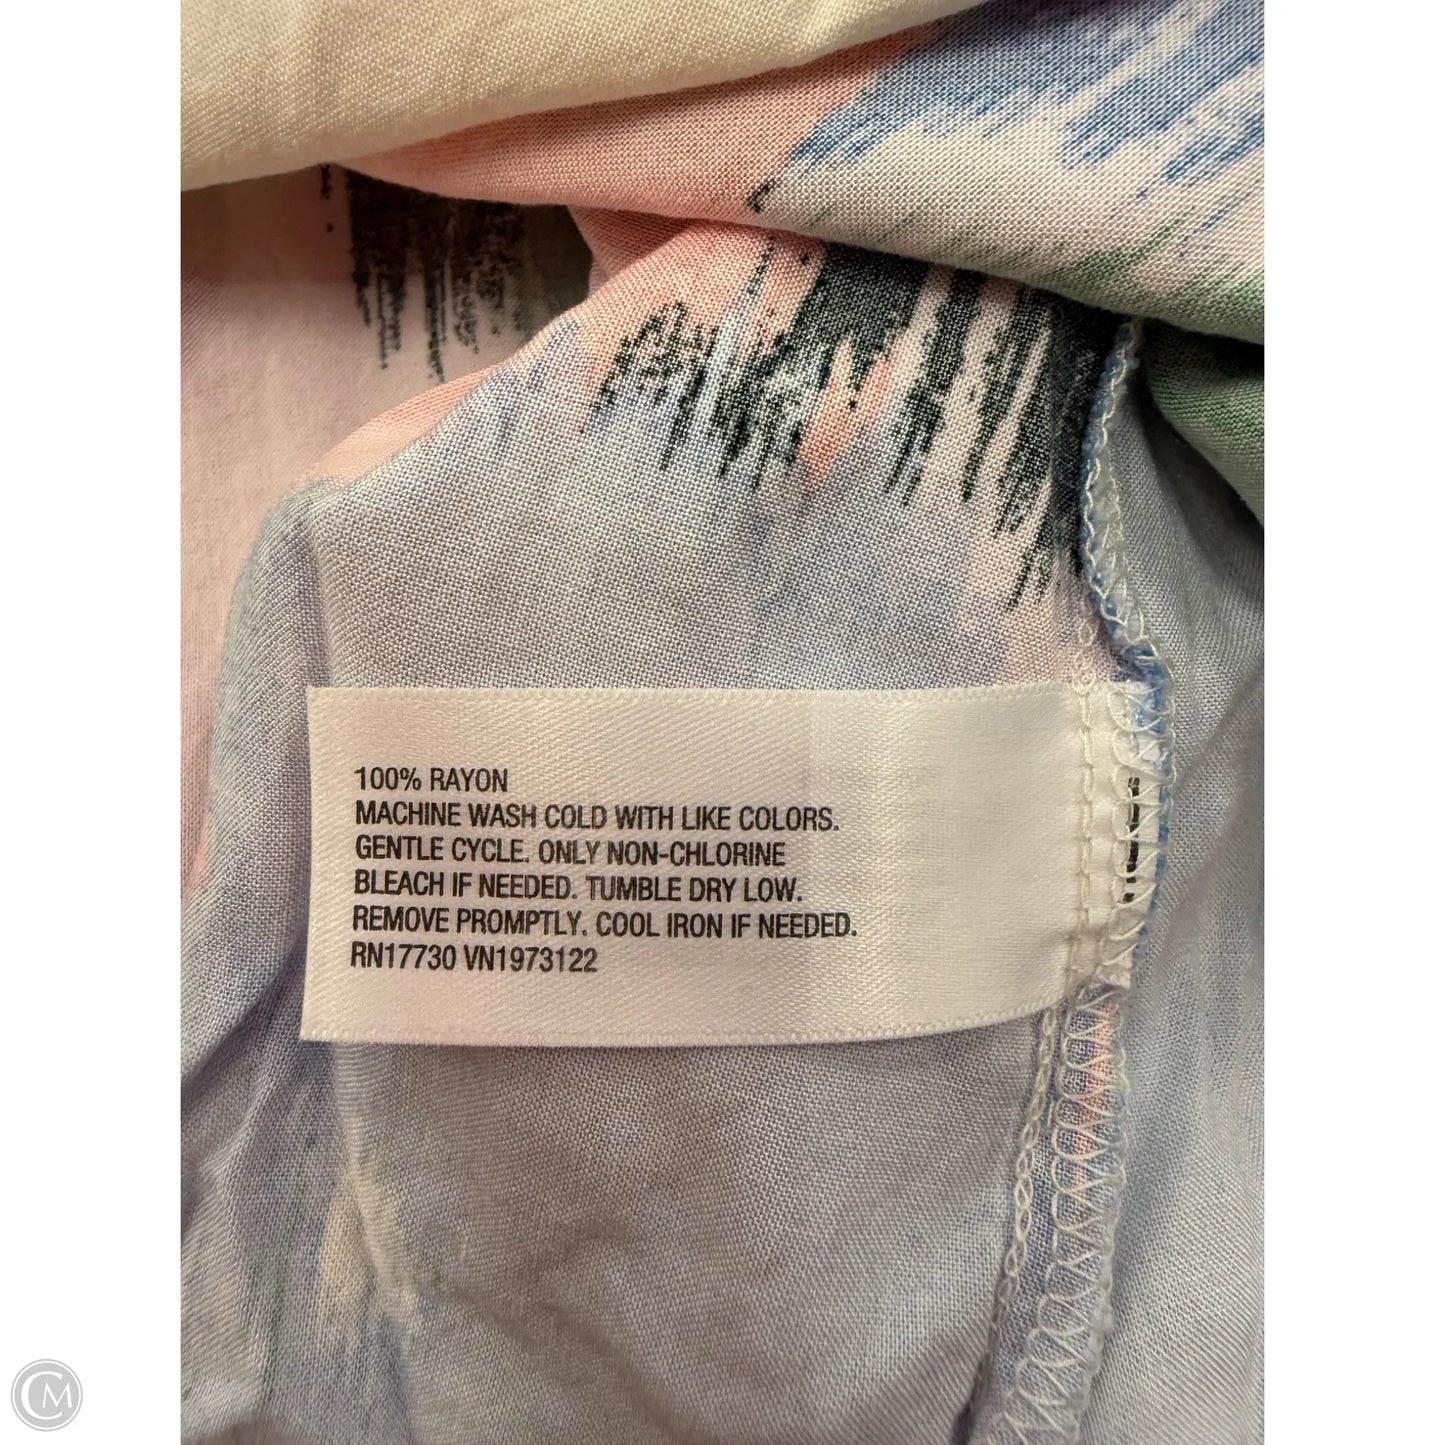 100% RAYON
MACHINE WASH COLD WITH LIKE COLORS.
GENTLE CYCLE. ONLY NON-CHLORINE
BLEACH IF NEEDED. TUMBLE DRY LOW.
REMOVE PROMPTLY. COOL IRON IF NEEDED.
RN17730 VN1973122
CM